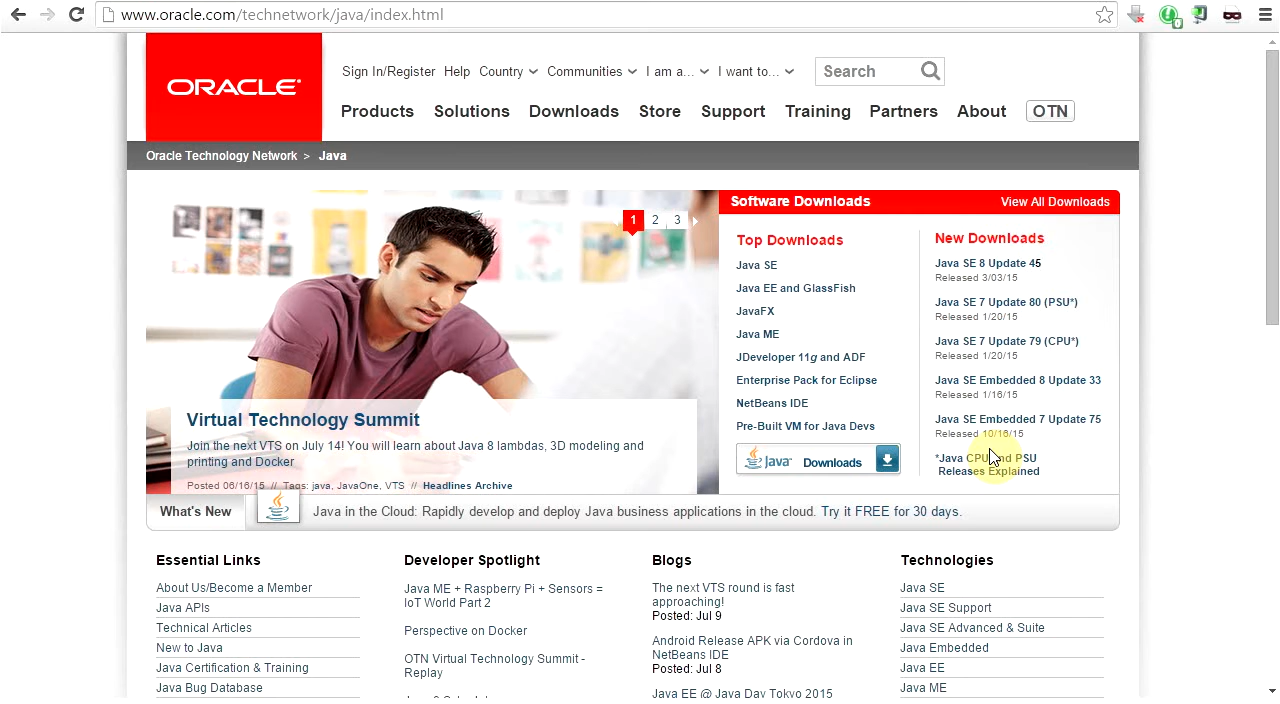 www.oracle.com/technetwork/java/index.html
0
ORACLE
Sign In/Register Help Country Communities I am a... I want to... Search
Products Solutions Downloads Store Support Training Partners About OTN
Oracle Technology Network > Java
1 2 3
Virtual Technology Summit
Join the next VTS on July 14! You will learn about Java 8 lambdas, 3D modeling and
printing and Docker
Posted 06/16/15 // Tags: java, JavaOne, VTS // Headlines Archive
Software Downloads View All Downloads
Top Downloads
Java SE
Java EE and GlassFish
JavaFX
Java ME
JDeveloper 11g and ADF
Enterprise Pack for Eclipse
NetBeans IDE
Pre-Built VM for Java Devs
Java Downloads
New Downloads
Java SE 8 Update 45
Released 3/03/15
Java SE 7 Update 80 (PSU*)
Released 1/20/15
Java SE 7 Update 79 (CPU*)
Released 1/20/15
Java SE Embedded 8 Update 33
Released 1/16/15
Java SE Embedded 7 Update 75
Released 10/16/15
*Java CPU and PSU
Releases Explained
What's New Java in the Cloud: Rapidly develop and deploy Java business applications in the cloud. Try it FREE for 30 days.
Essential Links
About Us/Become a Member
Java APIs
Technical Articles
New to Java
Java Certification & Training
Java Bug Database
Developer Spotlight
Java ME + Raspberry Pi + Sensors =
IoT World Part 2
Perspective on Docker
OTN Virtual Technology Summit -
Replay
Blogs
The next VTS round is fast
approaching!
Posted: Jul 9
Android Release APK via Cordova in
NetBeans IDE
Posted: Jul 8
Java EE @ Java Day Tokyo 2015
Technologies
Java SE
Java SE Support
Java SE Advanced & Suite
Java Embedded
Java EE
Java ME